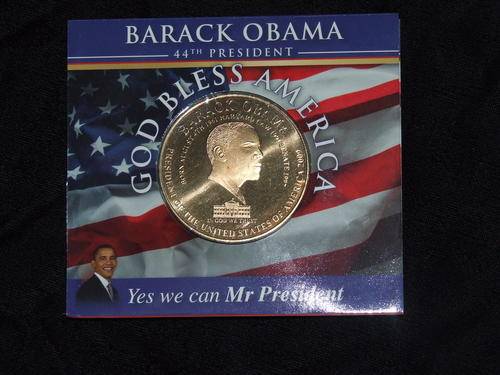 BARACK OBAMA
44TH PRESIDENT
GOD BLESS AMERICA
BARACK OBAMA
PRESIDENT OF THE UNITED STATES OF AMERICA 2009
IN GOD WE TRUST
Yes we can Mr President